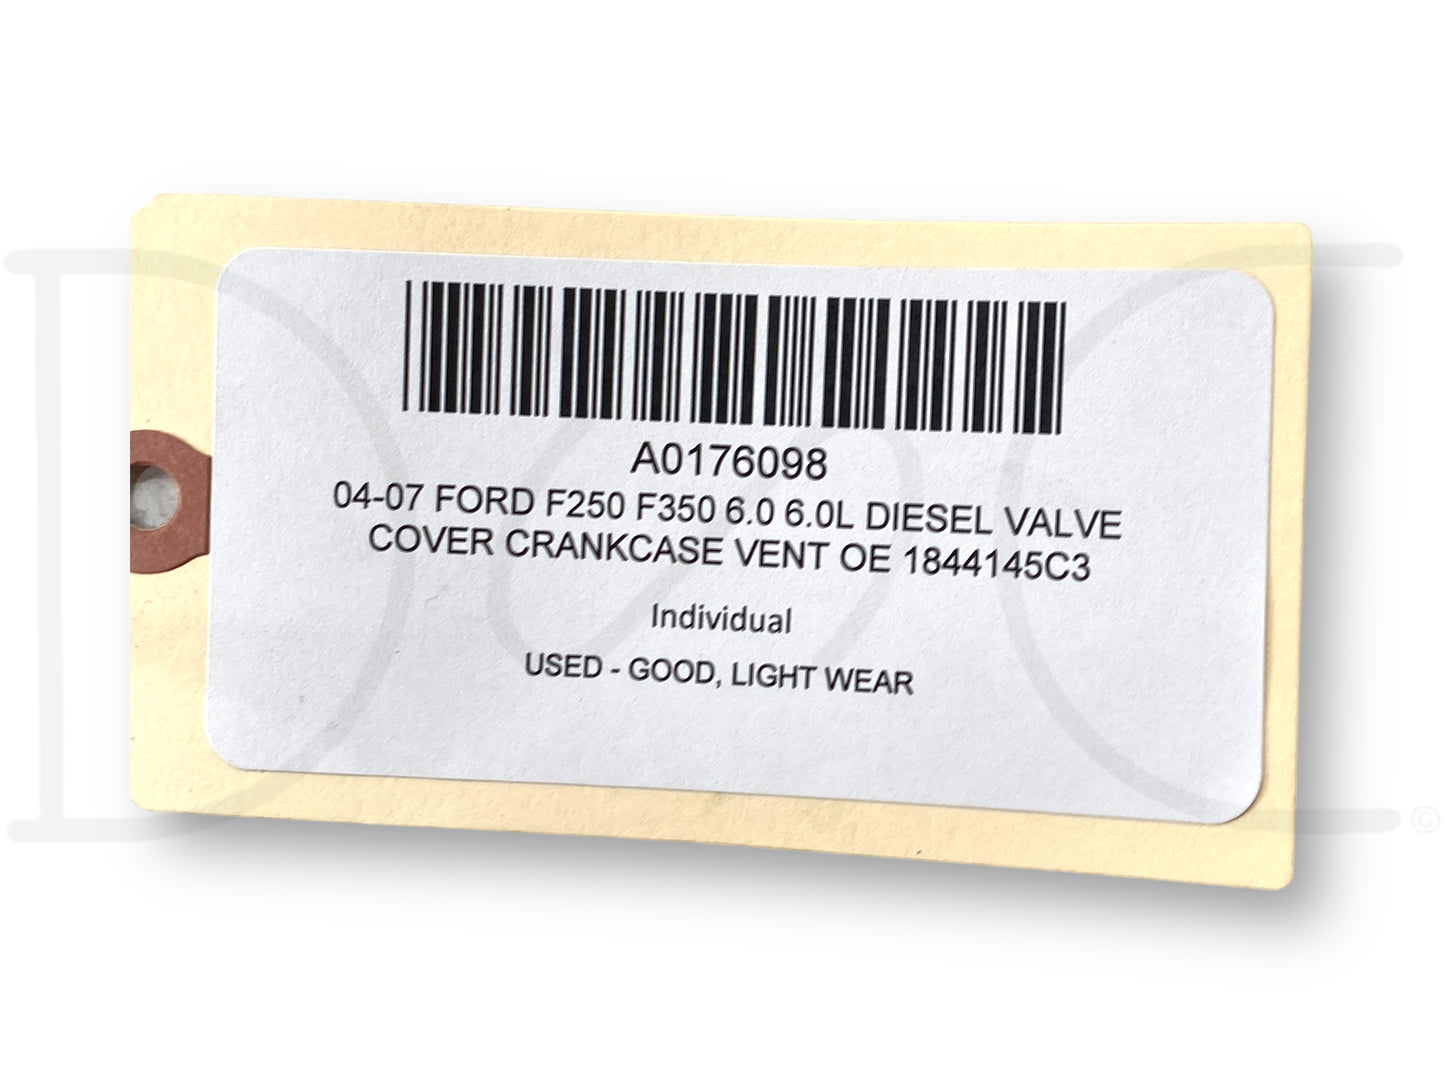 A0176098
04-07 FORD F250 F350 6.0 6.0L DIESEL VALVE
COVER CRANKCASE VENT OE 1844145C3
Individual
USED - GOOD, LIGHT WEAR
©